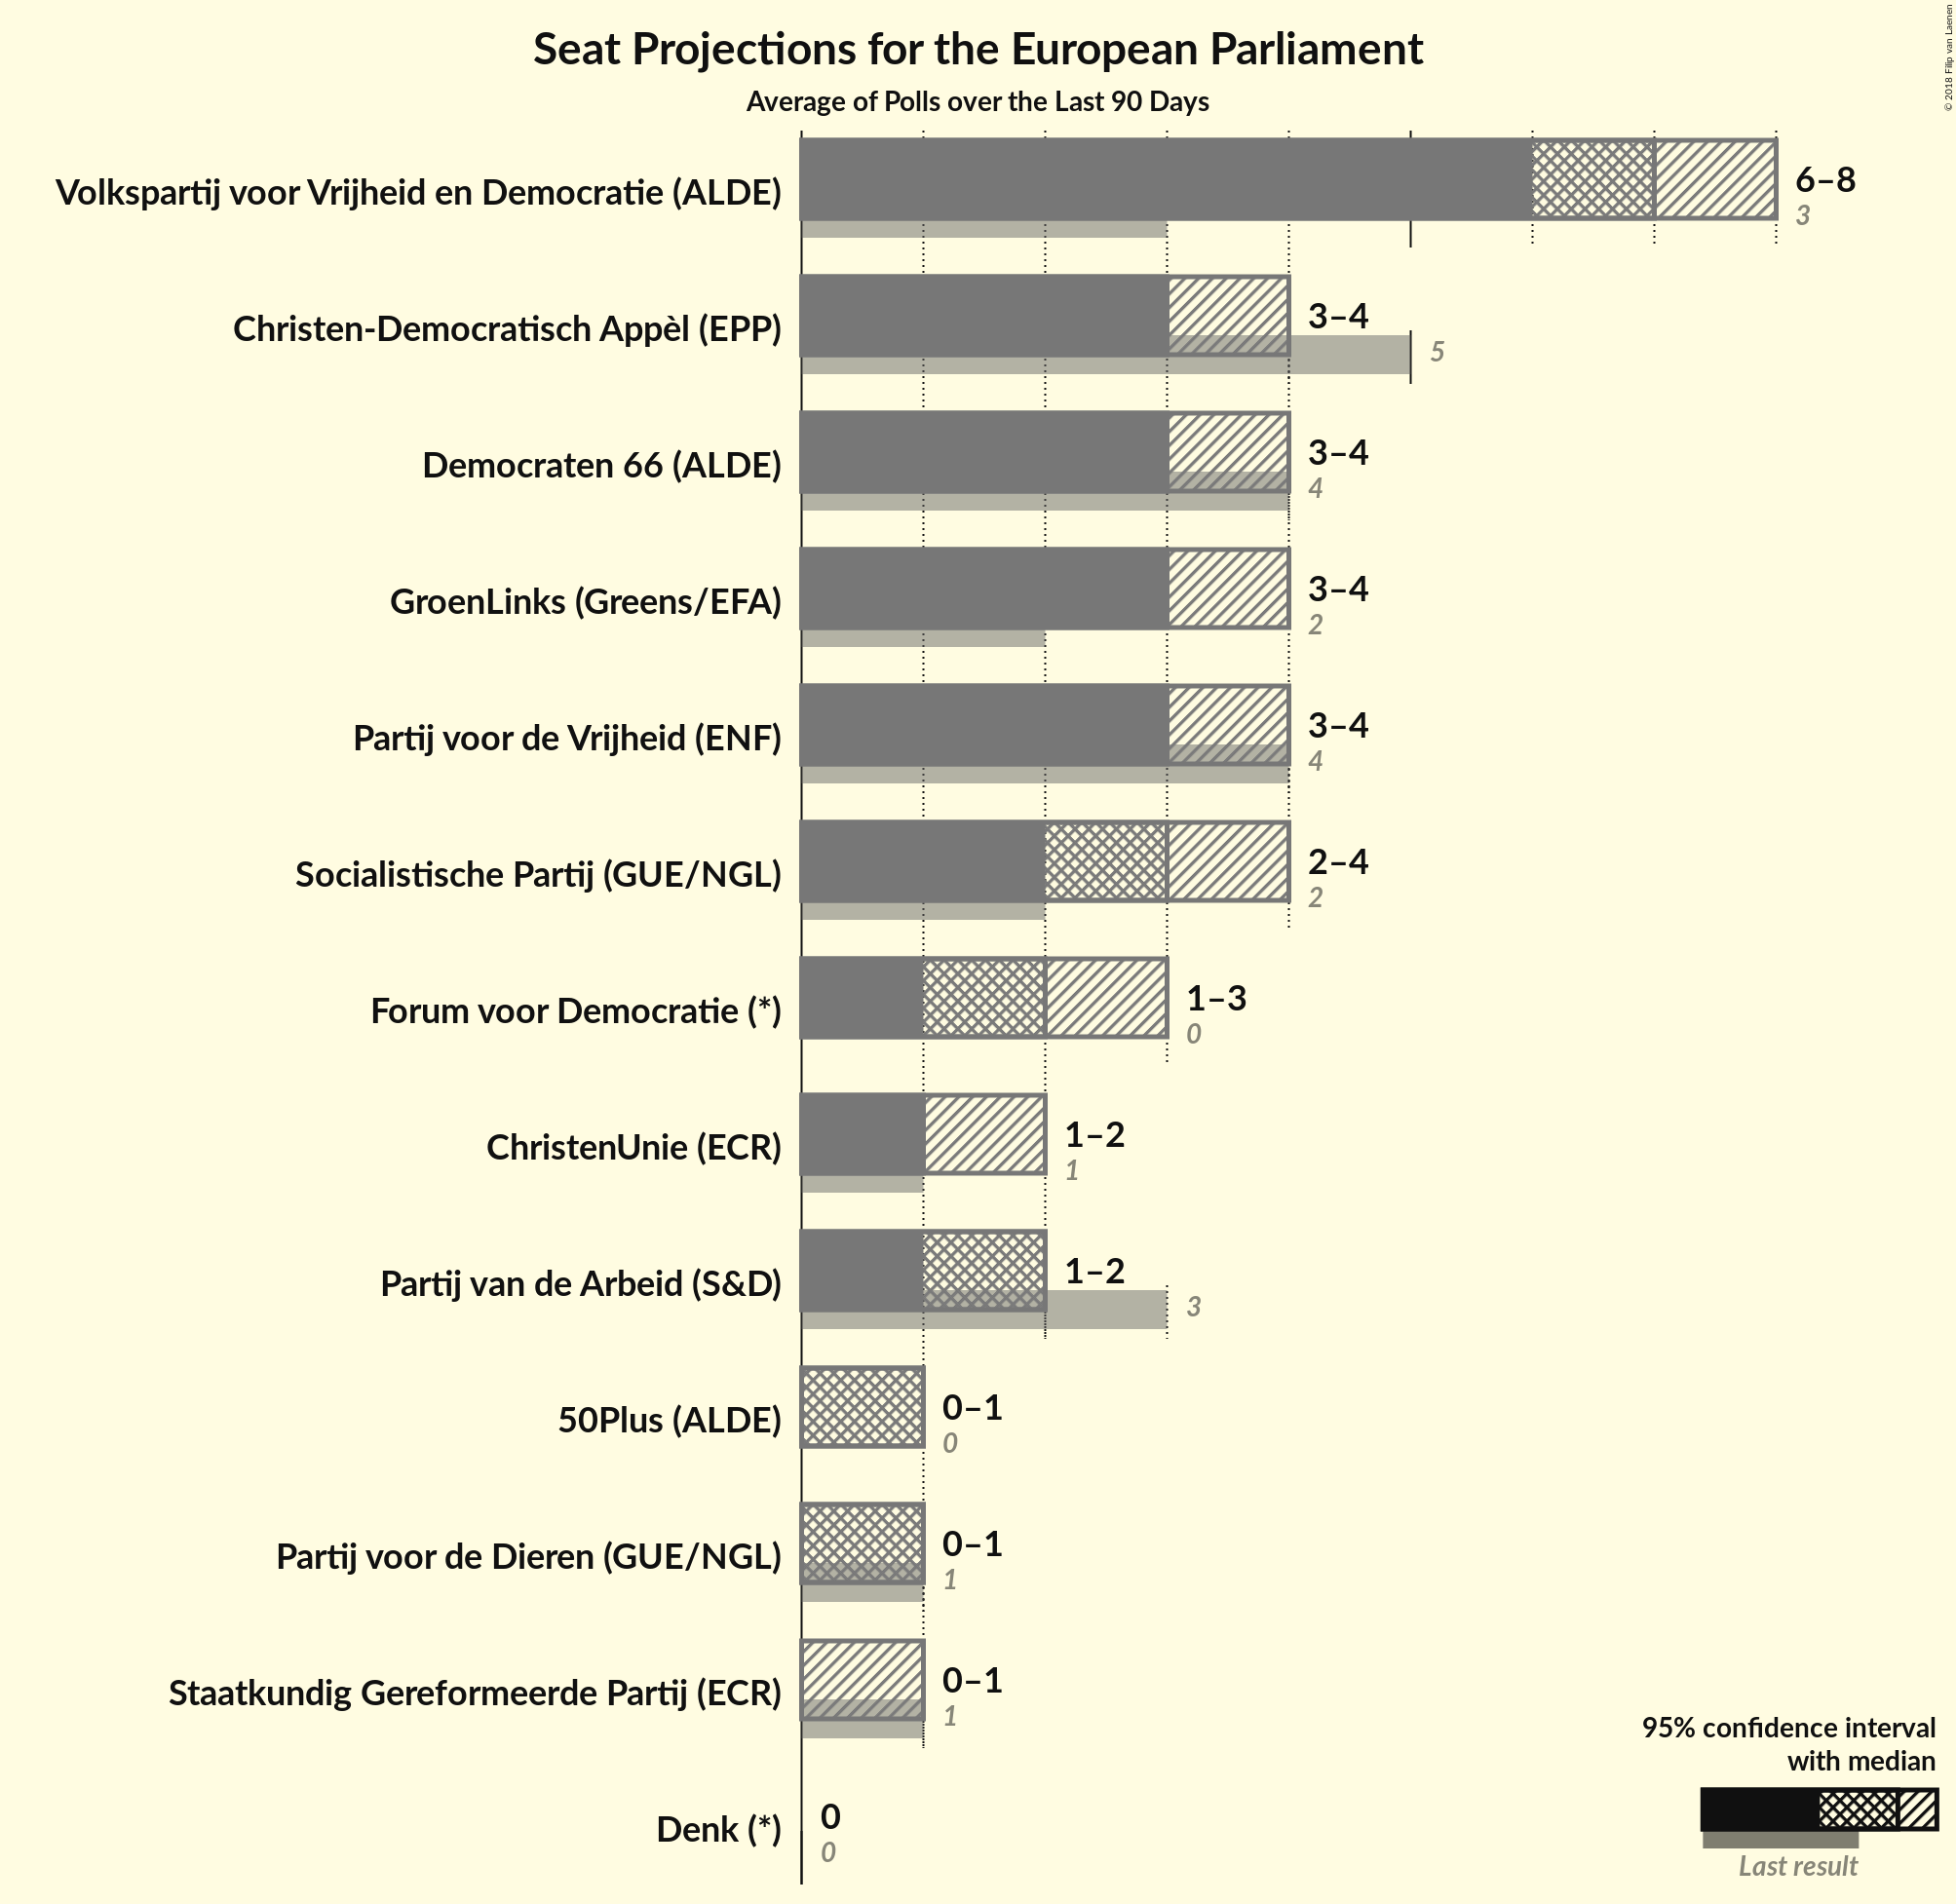 © 2018 Filip van Laenen
Seat Projections for the European Parliament
Average of Polls over the Last 90 Days
Volkspartij voor Vrijheid en Democratie (ALDE)
6–8
3
Christen-Democratisch Appèl (EPP)
3–4
5
Democraten 66 (ALDE)
3–4
4
GroenLinks (Greens/EFA)
3–4
2
Partij voor de Vrijheid (ENF)
3–4
4
Socialistische Partij (GUE/NGL)
2–4
2
Forum voor Democratie (*)
1–3
0
ChristenUnie (ECR)
1–2
1
Partij van de Arbeid (S&D)
1–2
3
50Plus (ALDE)
0–1
0
Partij voor de Dieren (GUE/NGL)
0–1
1
Staatkundig Gereformeerde Partij (ECR)
0–1
1
Denk (*)
0
0
95% confidence interval
with median
Last result